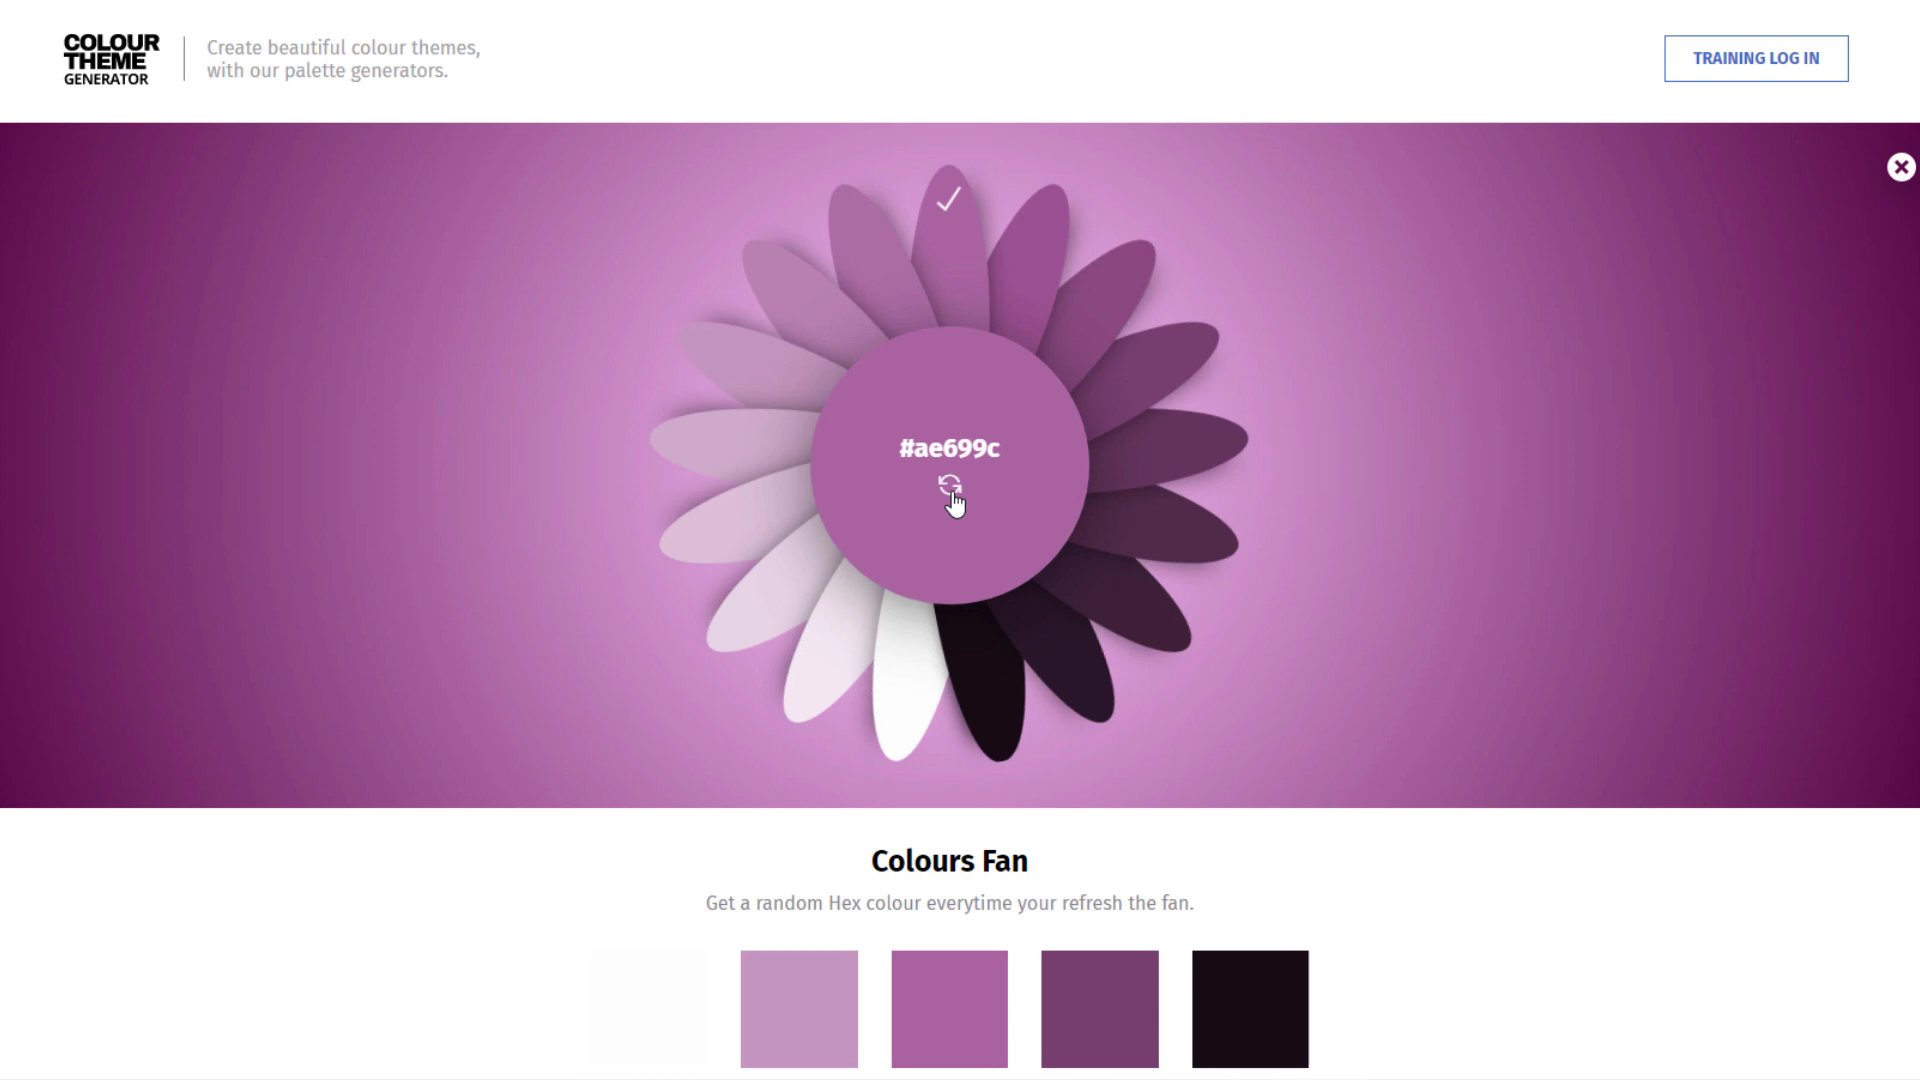 COLOUR
THEME
GENERATOR
Create beautiful colour themes,
with our palette generators.
TRAINING LOG IN
#ae699c
Colours Fan
Get a random Hex colour everytime your refresh the fan.